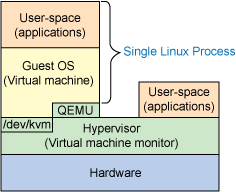 User-space
(applications)
Single Linux Process
Guest OS
(Virtual machine)
User-space
(applications)
QEMU
/dev/kvm
Hypervisor
(Virtual machine monitor)
Hardware